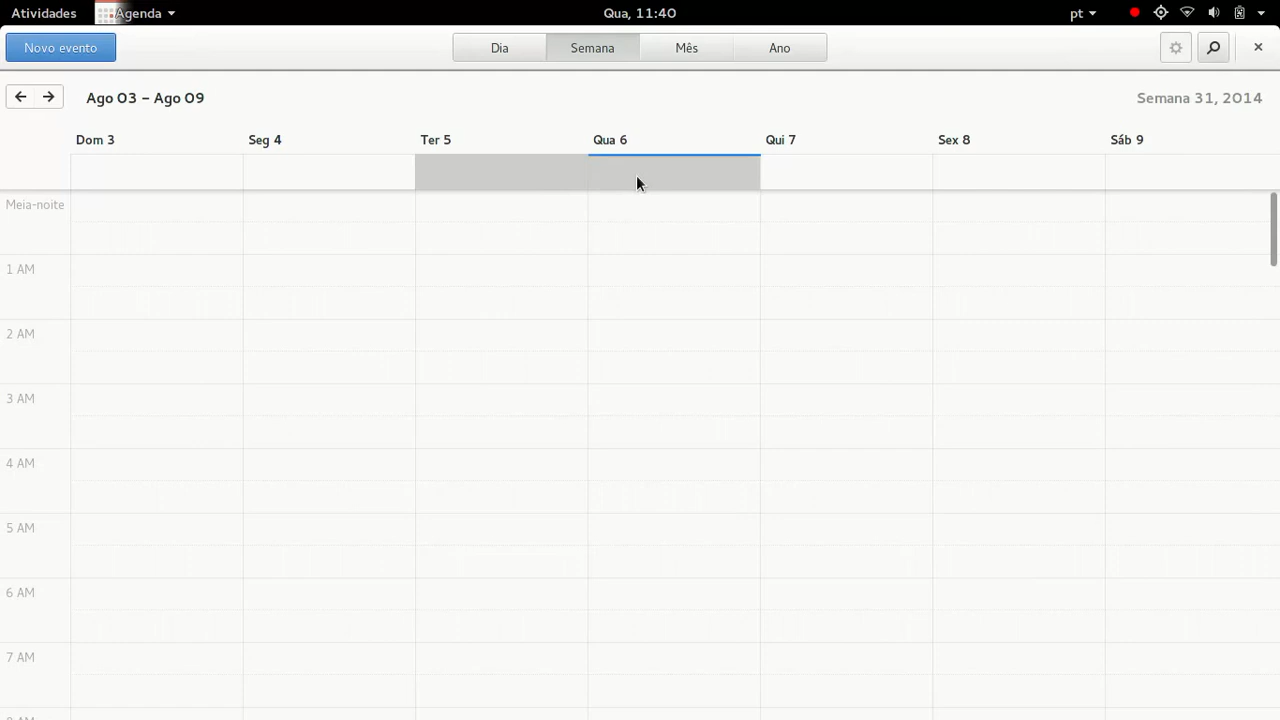 Atividades Agenda Qua, 11:40 pt
Novo evento Dia Semana Mês Ano
Ago 03 – Ago 09 Semana 31, 2014
Dom 3 Seg 4 Ter 5 Qua 6 Qui 7 Sex 8 Sáb 9
Meia-noite
1 AM
2 AM
3 AM
4 AM
5 AM
6 AM
7 AM